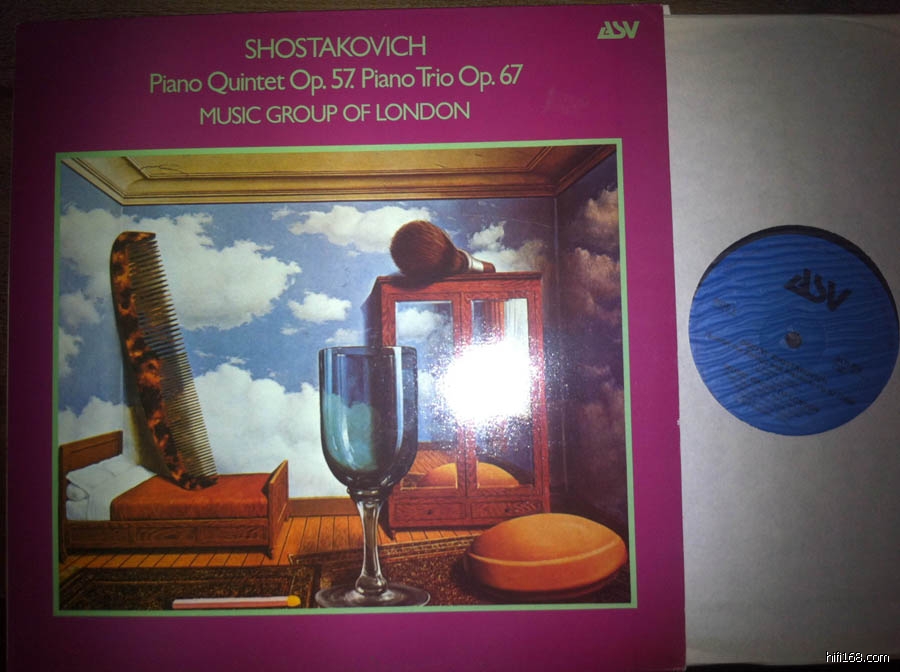 ASV
SHOSTAKOVICH
Piano Quintet Op. 57. Piano Trio Op. 67
MUSIC GROUP OF LONDON
ASV
hifi168.com